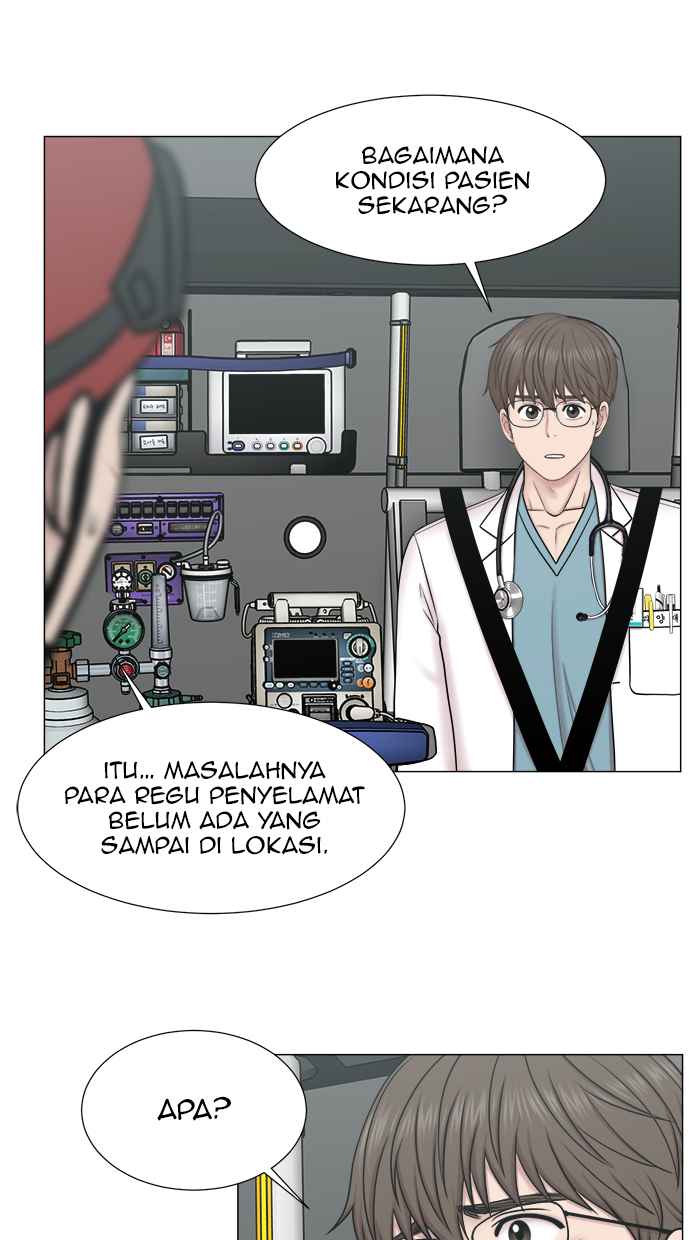 BAGAIMANA
KONDISI PASIEN
SEKARANG?
ITU... MASALAHNYA
PARA REGU PENYELAMAT
BELUM ADA YANG
SAMPAI DI LOKASI.
APA?